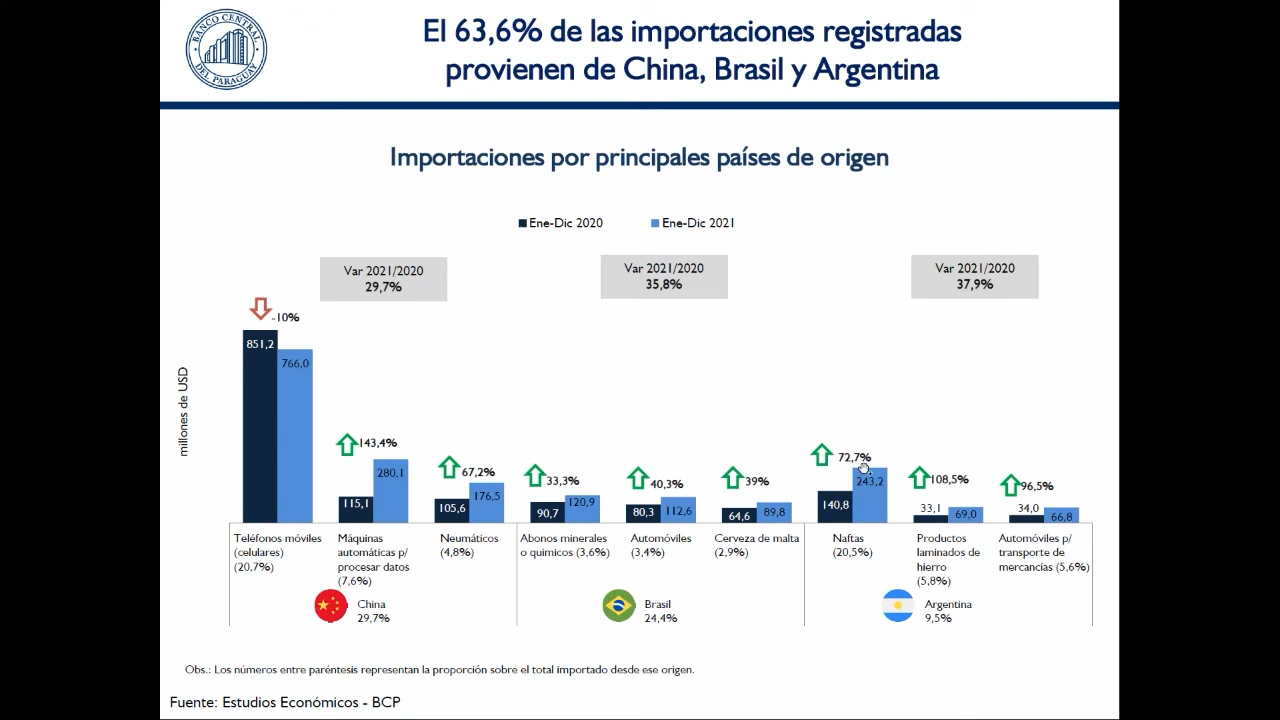 BANCO CENTRAL
DEL PARAGUAY
El 63,6% de las importaciones registradas
provienen de China, Brasil y Argentina
Importaciones por principales países de origen
Ene-Dic 2020
Ene-Dic 2021
Var 2021/2020
29,7%
Var 2021/2020
35,8%
Var 2021/2020
37,9%
millones de USD
-10%
851,2
766,0
143,4%
115,1
280,1
67,2%
105,6
176,5
33,3%
90,7
120,9
40,3%
80,3
112,6
39%
64,6
89,8
72,7%
140,8
243,2
108,5%
33,1
69,0
96,5%
34,0
66,8
Teléfonos móviles
(celulares)
(20,7%)
Máquinas
automáticas p/
procesar datos
(7,6%)
Neumáticos
(4,8%)
Abonos minerales
o quimicos (3,6%)
Automóviles
(3,4%)
Cerveza de malta
(2,9%)
Naftas
(20,5%)
Productos
laminados de
hierro
(5,8%)
Automóviles p/
transporte de
mercancías (5,6%)
China
29,7%
Brasil
24,4%
Argentina
9,5%
Obs.: Los números entre paréntesis representan la proporción sobre el total importado desde ese origen.
Fuente: Estudios Económicos - BCP